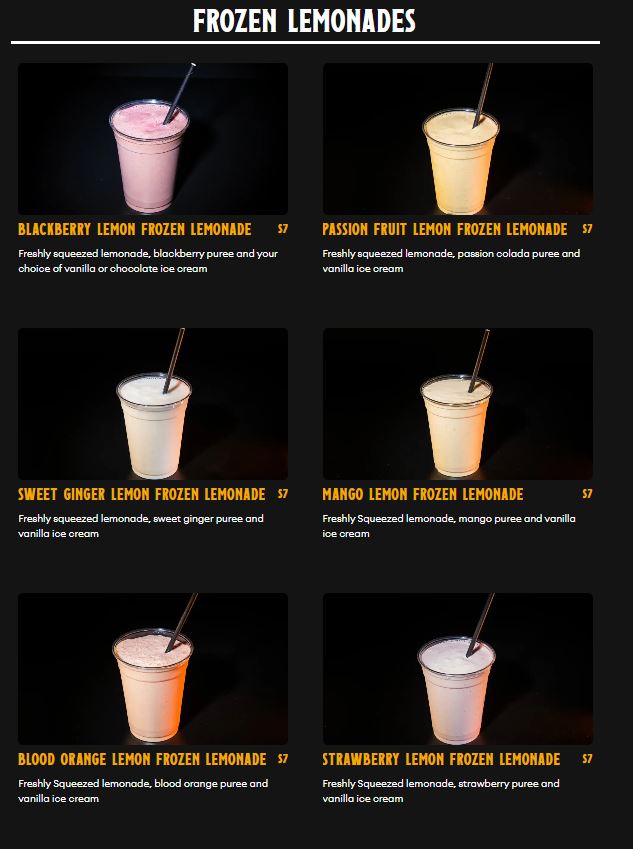 FROZEN LEMONADES
BLACKBERRY LEMON FROZEN LEMONADE $7
Freshly squeezed lemonade, blackberry puree and your
choice of vanilla or chocolate ice cream
PASSION FRUIT LEMON FROZEN LEMONADE $7
Freshly squeezed lemonade, passion colada puree and
vanilla ice cream
SWEET GINGER LEMON FROZEN LEMONADE $7
Freshly squeezed lemonade, sweet ginger puree and
vanilla ice cream
MANGO LEMON FROZEN LEMONADE $7
Freshly Squeezed lemonade, mango puree and vanilla
ice cream
BLOOD ORANGE LEMON FROZEN LEMONADE $7
Freshly Squeezed lemonade, blood orange puree and
vanilla ice cream
STRAWBERRY LEMON FROZEN LEMONADE $7
Freshly Squeezed lemonade, strawberry puree and
vanilla ice cream